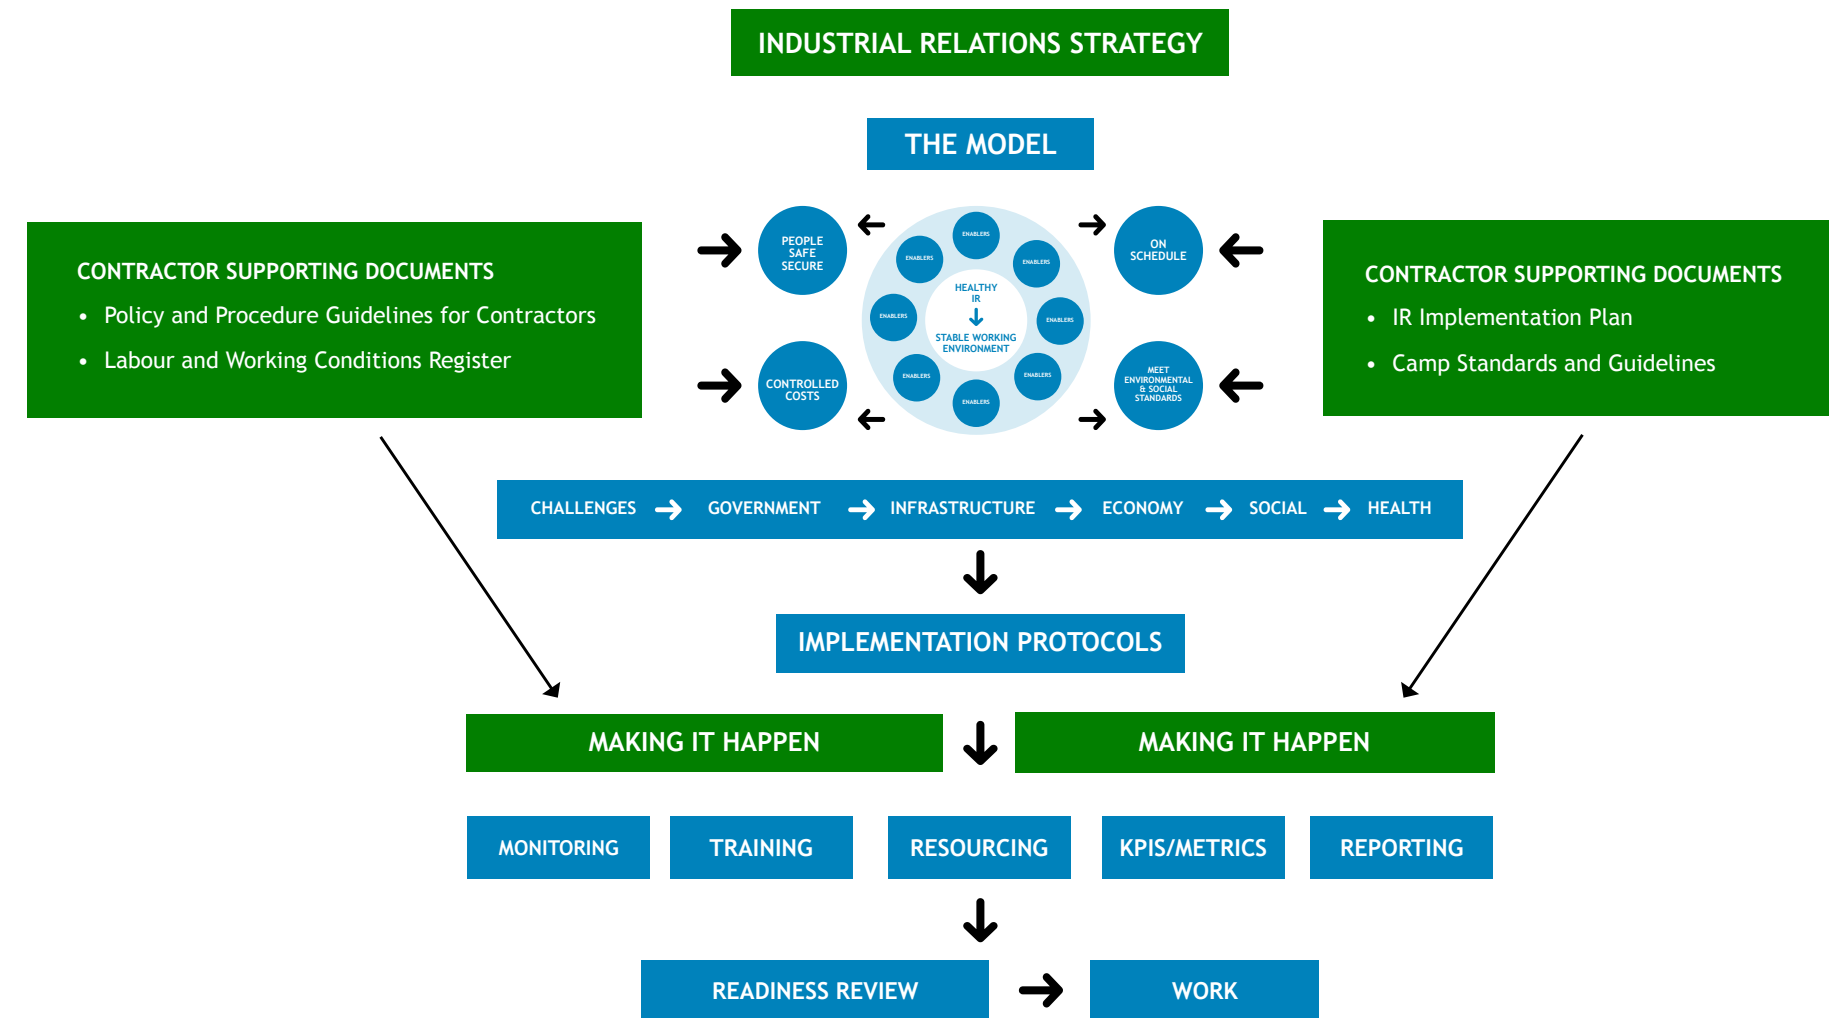 INDUSTRIAL RELATIONS STRATEGY
THE MODEL
CONTRACTOR SUPPORTING DOCUMENTS
• Policy and Procedure Guidelines for Contractors
• Labour and Working Conditions Register
PEOPLE
SAFE
SECURE
CONTROLLED
COSTS
ENABLERS
ENABLERS
ENABLERS
ENABLERS
ENABLERS
ENABLERS
ENABLERS
ENABLERS
HEALTHY
IR
STABLE WORKING
ENVIRONMENT
ON
SCHEDULE
MEET
ENVIRONMENTAL
& SOCIAL
STANDARDS
CONTRACTOR SUPPORTING DOCUMENTS
• IR Implementation Plan
• Camp Standards and Guidelines
CHALLENGES GOVERNMENT INFRASTRUCTURE ECONOMY SOCIAL HEALTH
IMPLEMENTATION PROTOCOLS
MAKING IT HAPPEN
MAKING IT HAPPEN
MONITORING
TRAINING
RESOURCING
KPIS/METRICS
REPORTING
READINESS REVIEW
WORK